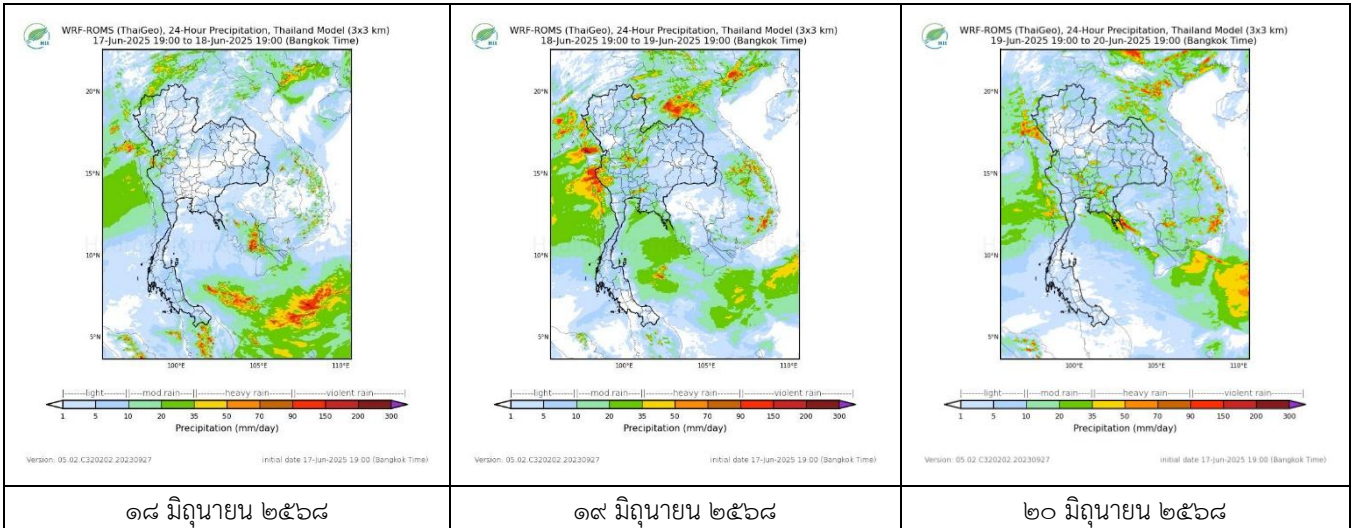 WRF-ROMS (ThaiGeo), 24-Hour Precipitation, Thailand Model (3x3 km)
17-Jun-2025 19:00 to 18-Jun-2025 19:00 (Bangkok Time)
20°N
15°N
10°N
5°N
100°E
105°E
110°E
light
mod rain
heavy rain
violent rain
1 5 10 20 35 50 70 90 150 200 300
Precipitation (mm/day)
Version: 05.02.C320202.20230927
initial date 17-Jun-2025 19:00 (Bangkok Time)
๑๘ มิถุนายน ๒๕๖๘
WRF-ROMS (ThaiGeo), 24-Hour Precipitation, Thailand Model (3x3 km)
18-Jun-2025 19:00 to 19-Jun-2025 19:00 (Bangkok Time)
20°N
15°N
10°N
5°N
100°E
105°E
110°E
light
mod rain
heavy rain
violent rain
1 5 10 20 35 50 70 90 150 200 300
Precipitation (mm/day)
Version: 05.02.C320202.20230927
initial date 17-Jun-2025 19:00 (Bangkok Time)
๑๙ มิถุนายน ๒๕๖๘
WRF-ROMS (ThaiGeo), 24-Hour Precipitation, Thailand Model (3x3 km)
19-Jun-2025 19:00 to 20-Jun-2025 19:00 (Bangkok Time)
20°N
15°N
10°N
5°N
100°E
105°E
110°E
light
mod rain
heavy rain
violent rain
1 5 10 20 35 50 70 90 150 200 300
Precipitation (mm/day)
Version: 05.02.C320202.20230927
initial date 17-Jun-2025 19:00 (Bangkok Time)
๒๐ มิถุนายน ๒๕๖๘